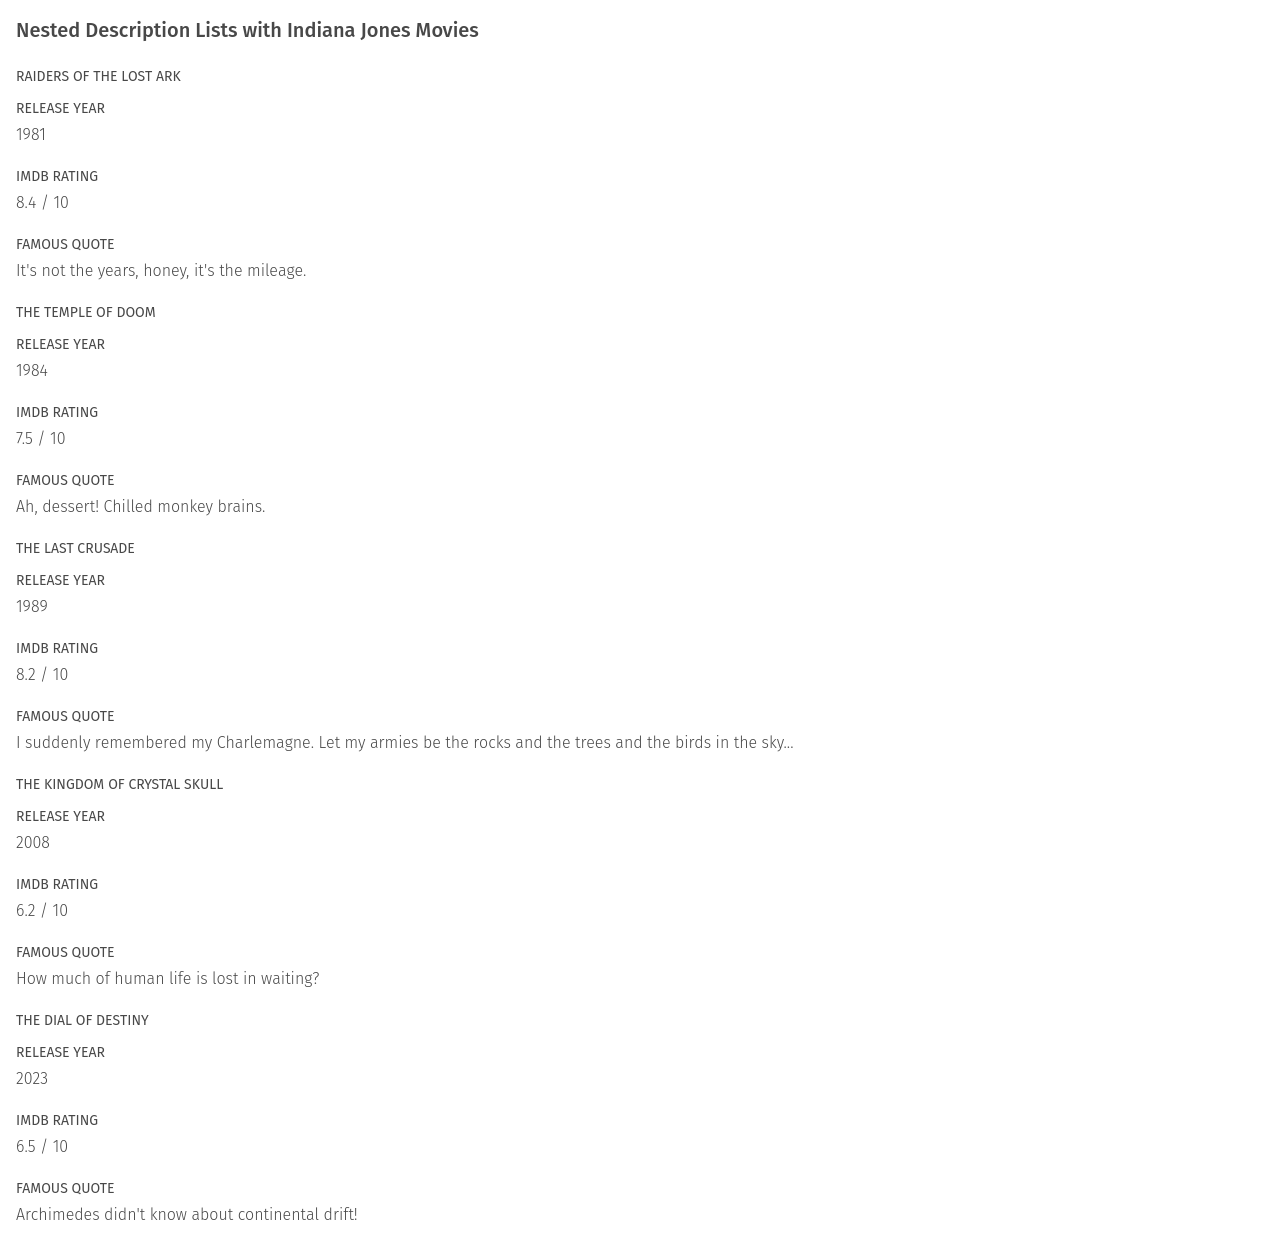 Nested Description Lists with Indiana Jones Movies
RAIDERS OF THE LOST ARK
RELEASE YEAR
1981
IMDB RATING
8.4 / 10
FAMOUS QUOTE
It's not the years, honey, it's the mileage.
THE TEMPLE OF DOOM
RELEASE YEAR
1984
IMDB RATING
7.5 / 10
FAMOUS QUOTE
Ah, dessert! Chilled monkey brains.
THE LAST CRUSADE
RELEASE YEAR
1989
IMDB RATING
8.2 / 10
FAMOUS QUOTE
I suddenly remembered my Charlemagne. Let my armies be the rocks and the trees and the birds in the sky...
THE KINGDOM OF CRYSTAL SKULL
RELEASE YEAR
2008
IMDB RATING
6.2 / 10
FAMOUS QUOTE
How much of human life is lost in waiting?
THE DIAL OF DESTINY
RELEASE YEAR
2023
IMDB RATING
6.5 / 10
FAMOUS QUOTE
Archimedes didn't know about continental drift!